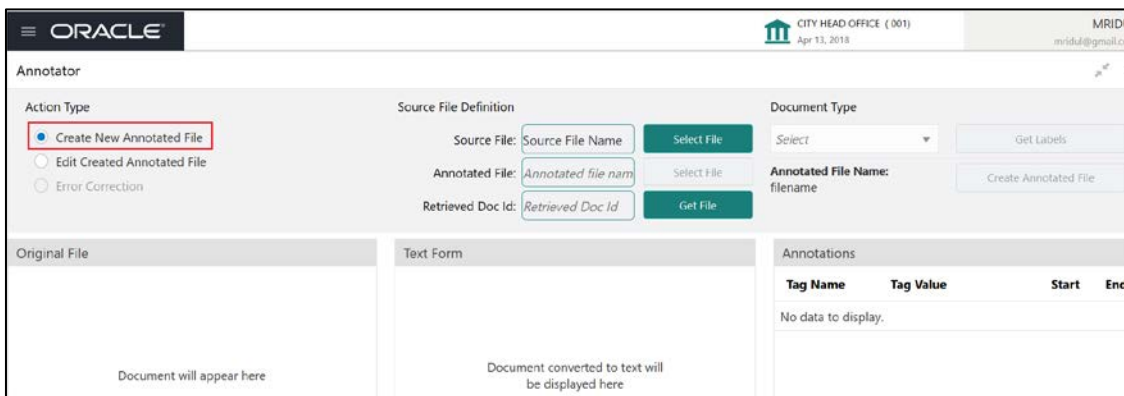 ORACLE
CITY HEAD OFFICE ( 001)
Apr 13, 2018
Annotator
Action Type
Create New Annotated File
Edit Created Annotated File
Error Correction
Source File Definition
Source File: Source File Name Select File
Annotated File: Annotated file nam Select File
Retrieved Doc Id: Retrieved Doc Id Get File
Document Type
Select Get Labels
Annotated File Name:
filename
Create Annotated File
Original File
Document will appear here
Text Form
Document converted to text will
be displayed here
Annotations
Tag Name Tag Value Start
No data to display.